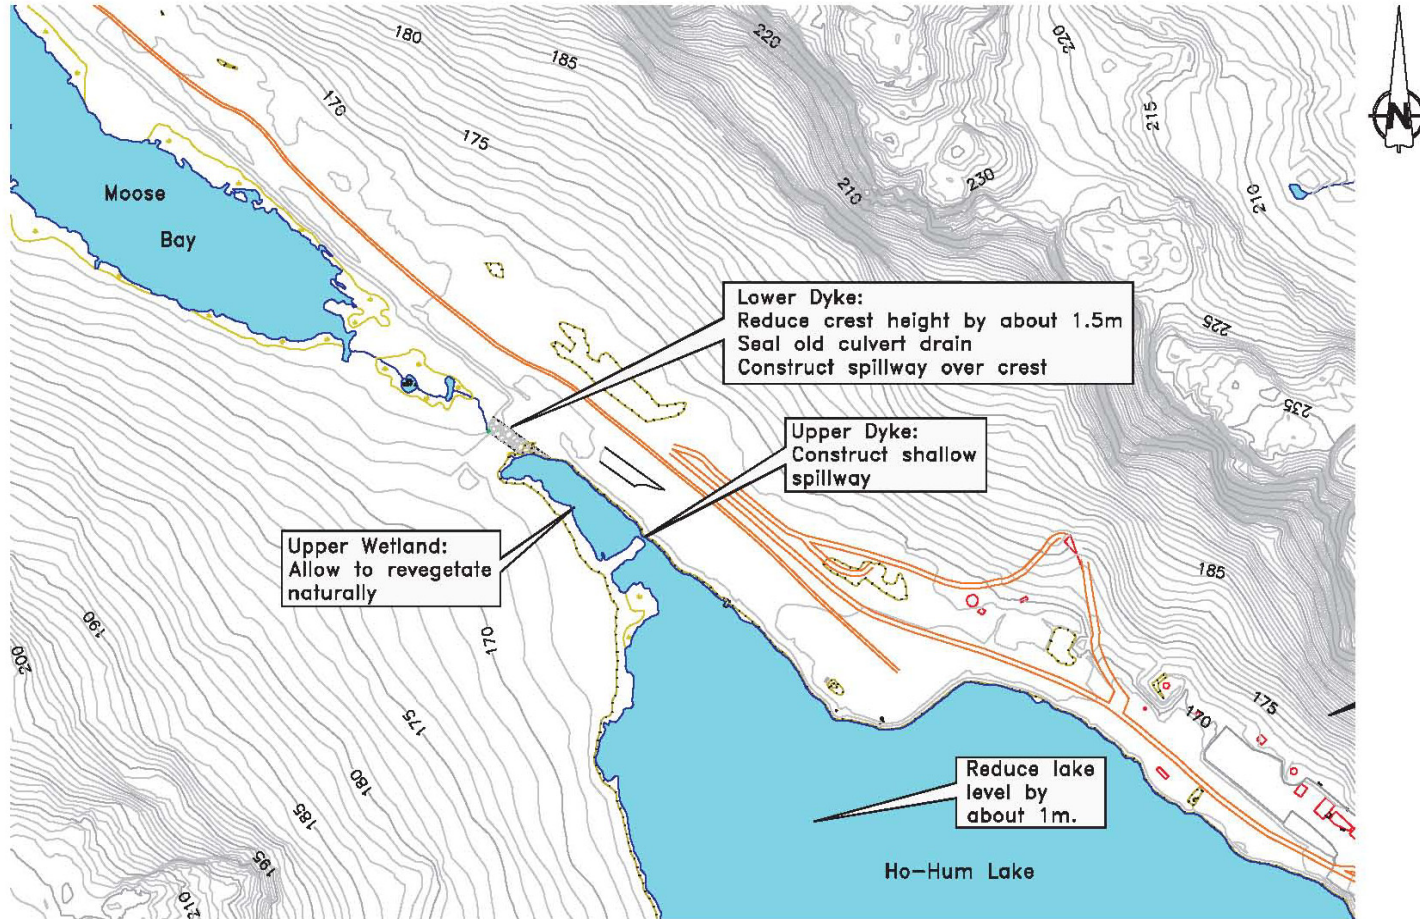 180
185
220
220
170
175
215
210
230
210
N
Moose
Bay
Lower Dyke:
Reduce crest height by about 1.5m
Seal old culvert drain
Construct spillway over crest
225
235
Upper Dyke:
Construct shallow
spillway
Upper Wetland:
Allow to revegetate
naturally
185
190
170
200
175
170
175
180
185
195
210
Reduce lake
level by
about 1m.
Ho-Hum Lake